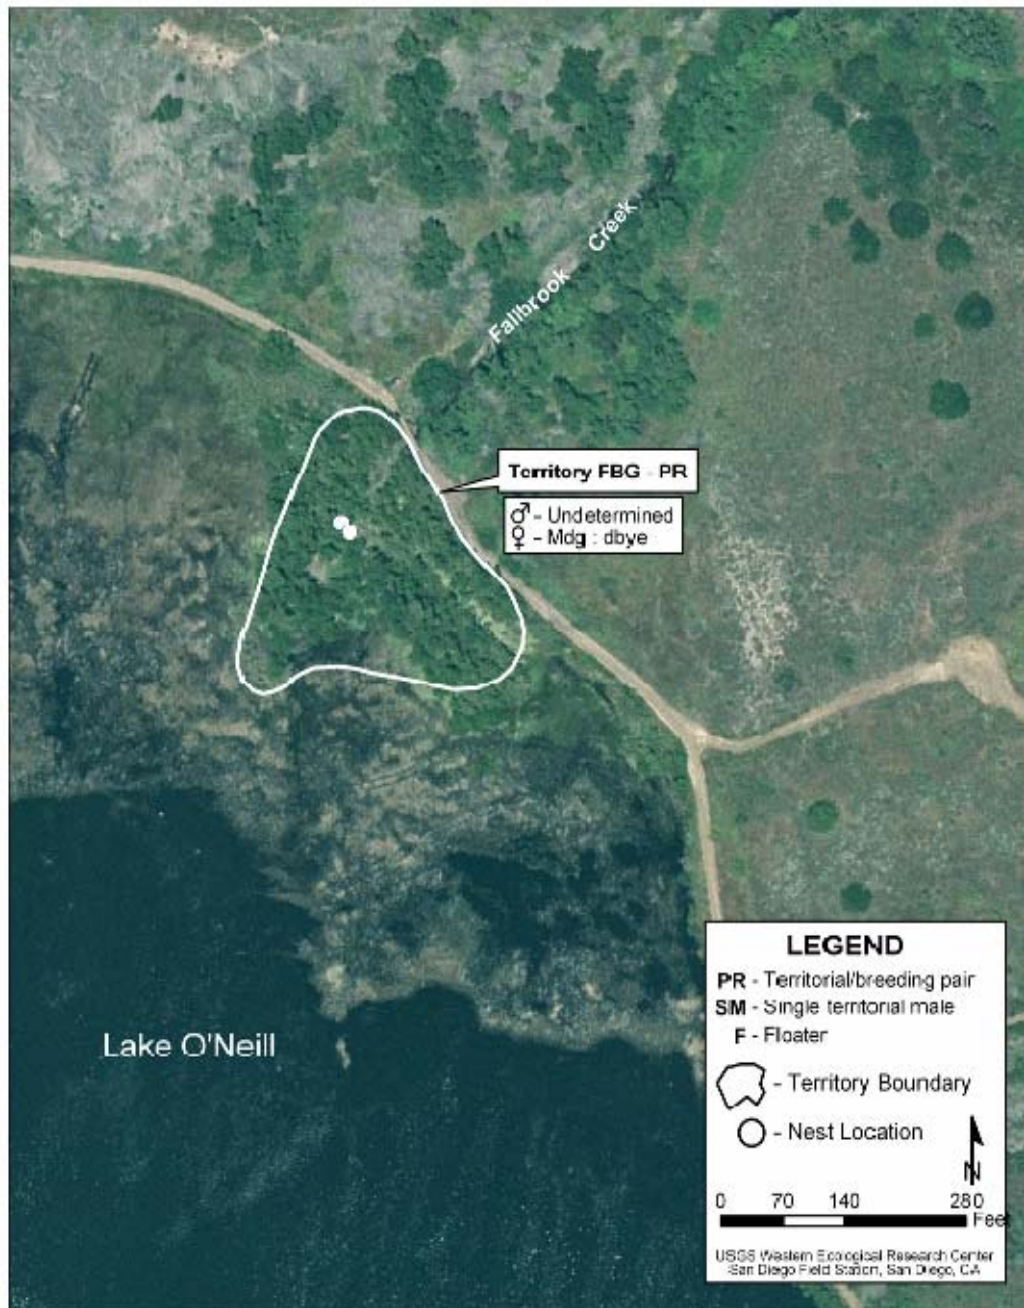 Fallbrook Creek
Territory FBG - PR
♂ - Undetermined
♀ - Mdg : dbye
Lake O'Neill
LEGEND
PR - Territorial/breeding pair
SM - Single territorial male
F - Floater
- Territory Boundary
- Nest Location
N
0 70 140 280
Feet
USGS Western Ecological Research Center
San Diego Field Station, San Diego, CA